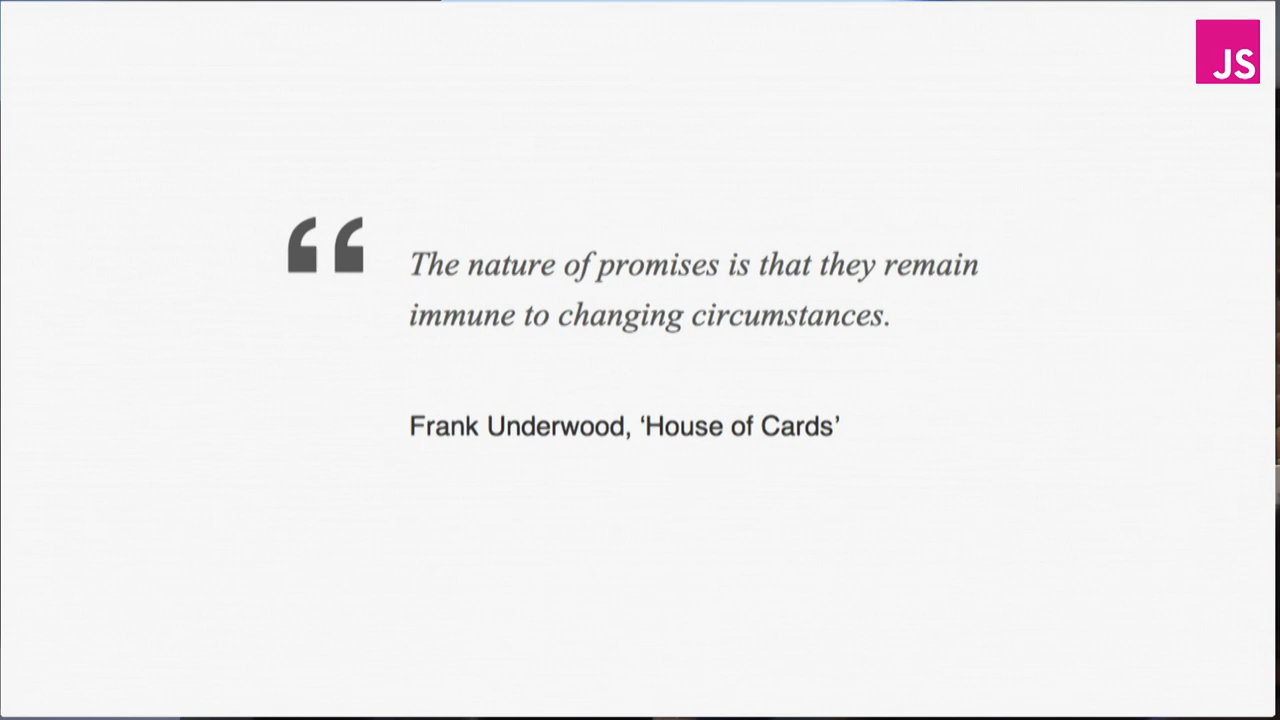 JS
“
The nature of promises is that they remain
immune to changing circumstances.
Frank Underwood, ‘House of Cards’